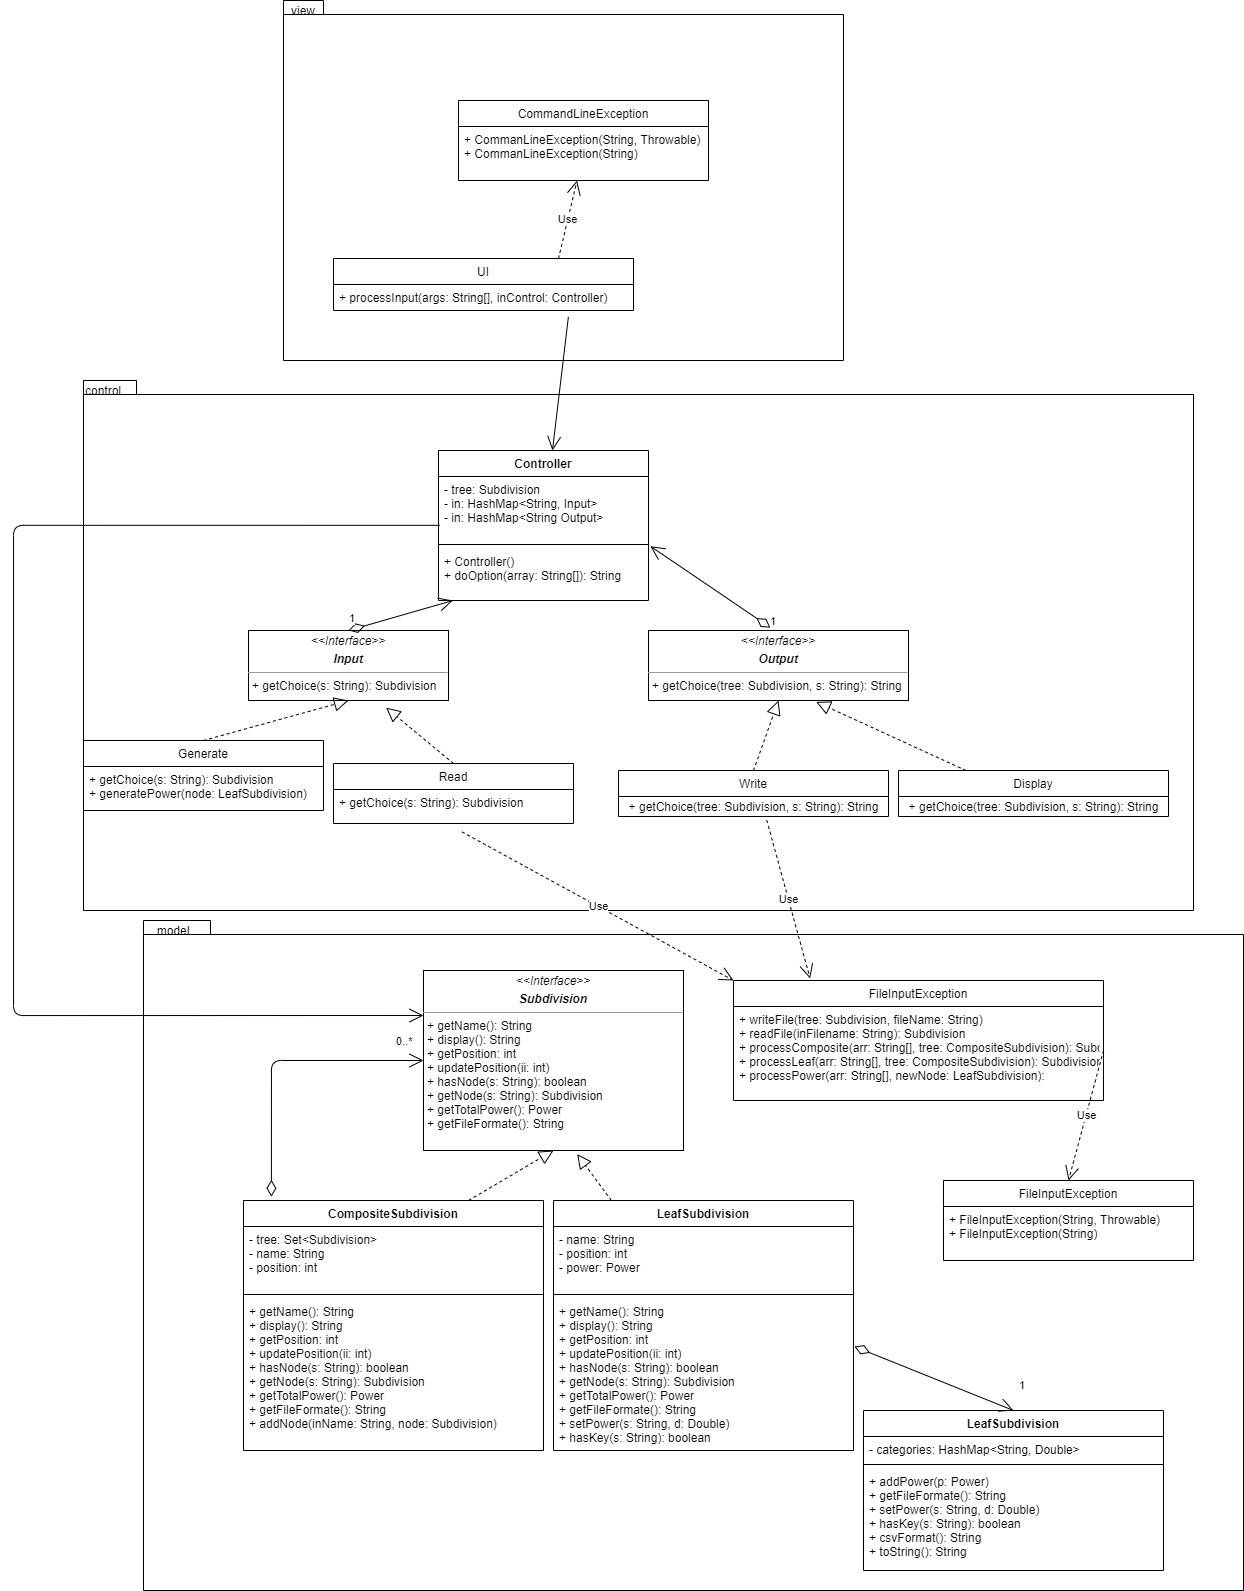 view
CommandLineException
+ CommanLineException(String, Throwable)
+ CommanLineException(String)
Use
UI
+ processInput(args: String[], inControl: Controller)
control
Controller
- tree: Subdivision
- in: HashMap<String, Input>
- in: HashMap<String Output>
+ Controller()
+ doOption(array: String[]): String
1
1
<<Interface>>
Input
+ getChoice(s: String): Subdivision
<<Interface>>
Output
+ getChoice(tree: Subdivision, s: String): String
Generate
+ getChoice(s: String): Subdivision
+ generatePower(node: LeafSubdivision)
Read
+ getChoice(s: String): Subdivision
Write
+ getChoice(tree: Subdivision, s: String): String
Display
+ getChoice(tree: Subdivision, s: String): String
Use
Use
model
<<Interface>>
Subdivision
+ getName(): String
+ display(): String
+ getPosition: int
+ updatePosition(ii: int)
+ hasNode(s: String): boolean
+ getNode(s: String): Subdivision
+ getTotalPower(): Power
+ getFileFormate(): String
0..*
FileInputException
+ writeFile(tree: Subdivision, fileName: String)
+ readFile(inFilename: String): Subdivision
+ processComposite(arr: String[], tree: CompositeSubdivision): Subc
+ processLeaf(arr: String[], tree: CompositeSubdivision): Subdivision
+ processPower(arr: String[], newNode: LeafSubdivision):
Use
FileInputException
+ FileInputException(String, Throwable)
+ FileInputException(String)
CompositeSubdivision
- tree: Set<Subdivision>
- name: String
- position: int
+ getName(): String
+ display(): String
+ getPosition: int
+ updatePosition(ii: int)
+ hasNode(s: String): boolean
+ getNode(s: String): Subdivision
+ getTotalPower(): Power
+ getFileFormate(): String
+ addNode(inName: String, node: Subdivision)
LeafSubdivision
- name: String
- position: int
- power: Power
+ getName(): String
+ display(): String
+ getPosition: int
+ updatePosition(ii: int)
+ hasNode(s: String): boolean
+ getNode(s: String): Subdivision
+ getTotalPower(): Power
+ getFileFormate(): String
+ setPower(s: String, d: Double)
+ hasKey(s: String): boolean
1
LeafSubdivision
- categories: HashMap<String, Double>
+ addPower(p: Power)
+ getFileFormate(): String
+ setPower(s: String, d: Double)
+ hasKey(s: String): boolean
+ csvFormat(): String
+ toString(): String